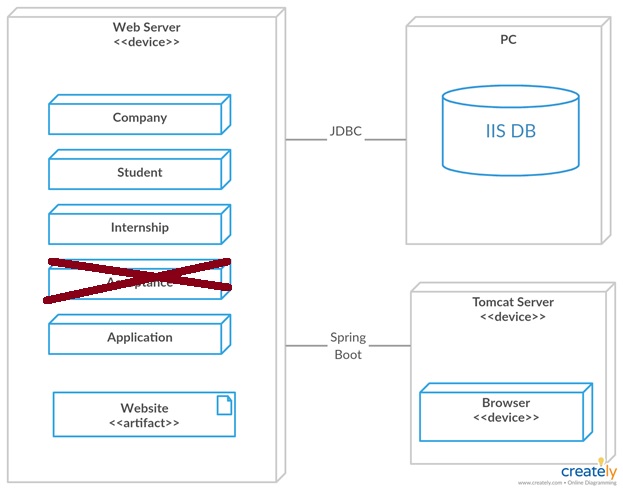 Web Server
<<device>>
Company
Student
Internship
Acceptance
Application
Website
<<artifact>>
JDBC
Spring
Boot
PC
IIS DB
Tomcat Server
<<device>>
Browser
<<device>>
creately
www.creately.com • Online Diagramming